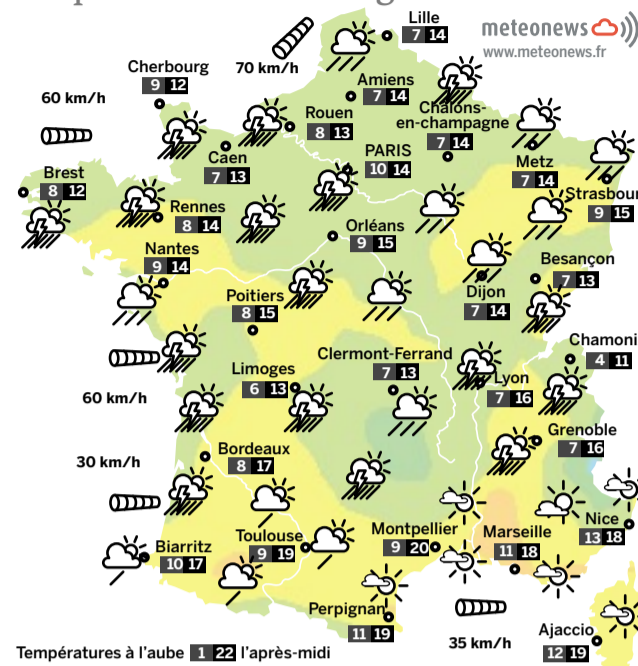 Lille
7 14
meteonews
www.meteonews.fr
70 km/h
Cherbourg
9 12
Amiens
7 14
60 km/h
Rouen
8 13
Châlons-
en-champagne
7 14
Caen
7 13
PARIS
10 14
Metz
7 14
Brest
8 12
Strasbour
9 15
Rennes
8 14
Orléans
9 15
Nantes
9 14
Besançon
7 13
Dijon
7 14
Poitiers
8 15
Chamoni
4 11
Clermont-Ferrand
7 13
Limoges
6 13
Lyon
7 16
60 km/h
Grenoble
7 16
Bordeaux
8 17
30 km/h
Nice
13 18
Toulouse
9 19
Montpellier
9 20
Marseille
11 18
Biarritz
10 17
Perpignan
11 19
35 km/h
Ajaccio
12 19
Températures à l'aube 1 22 l'après-midi